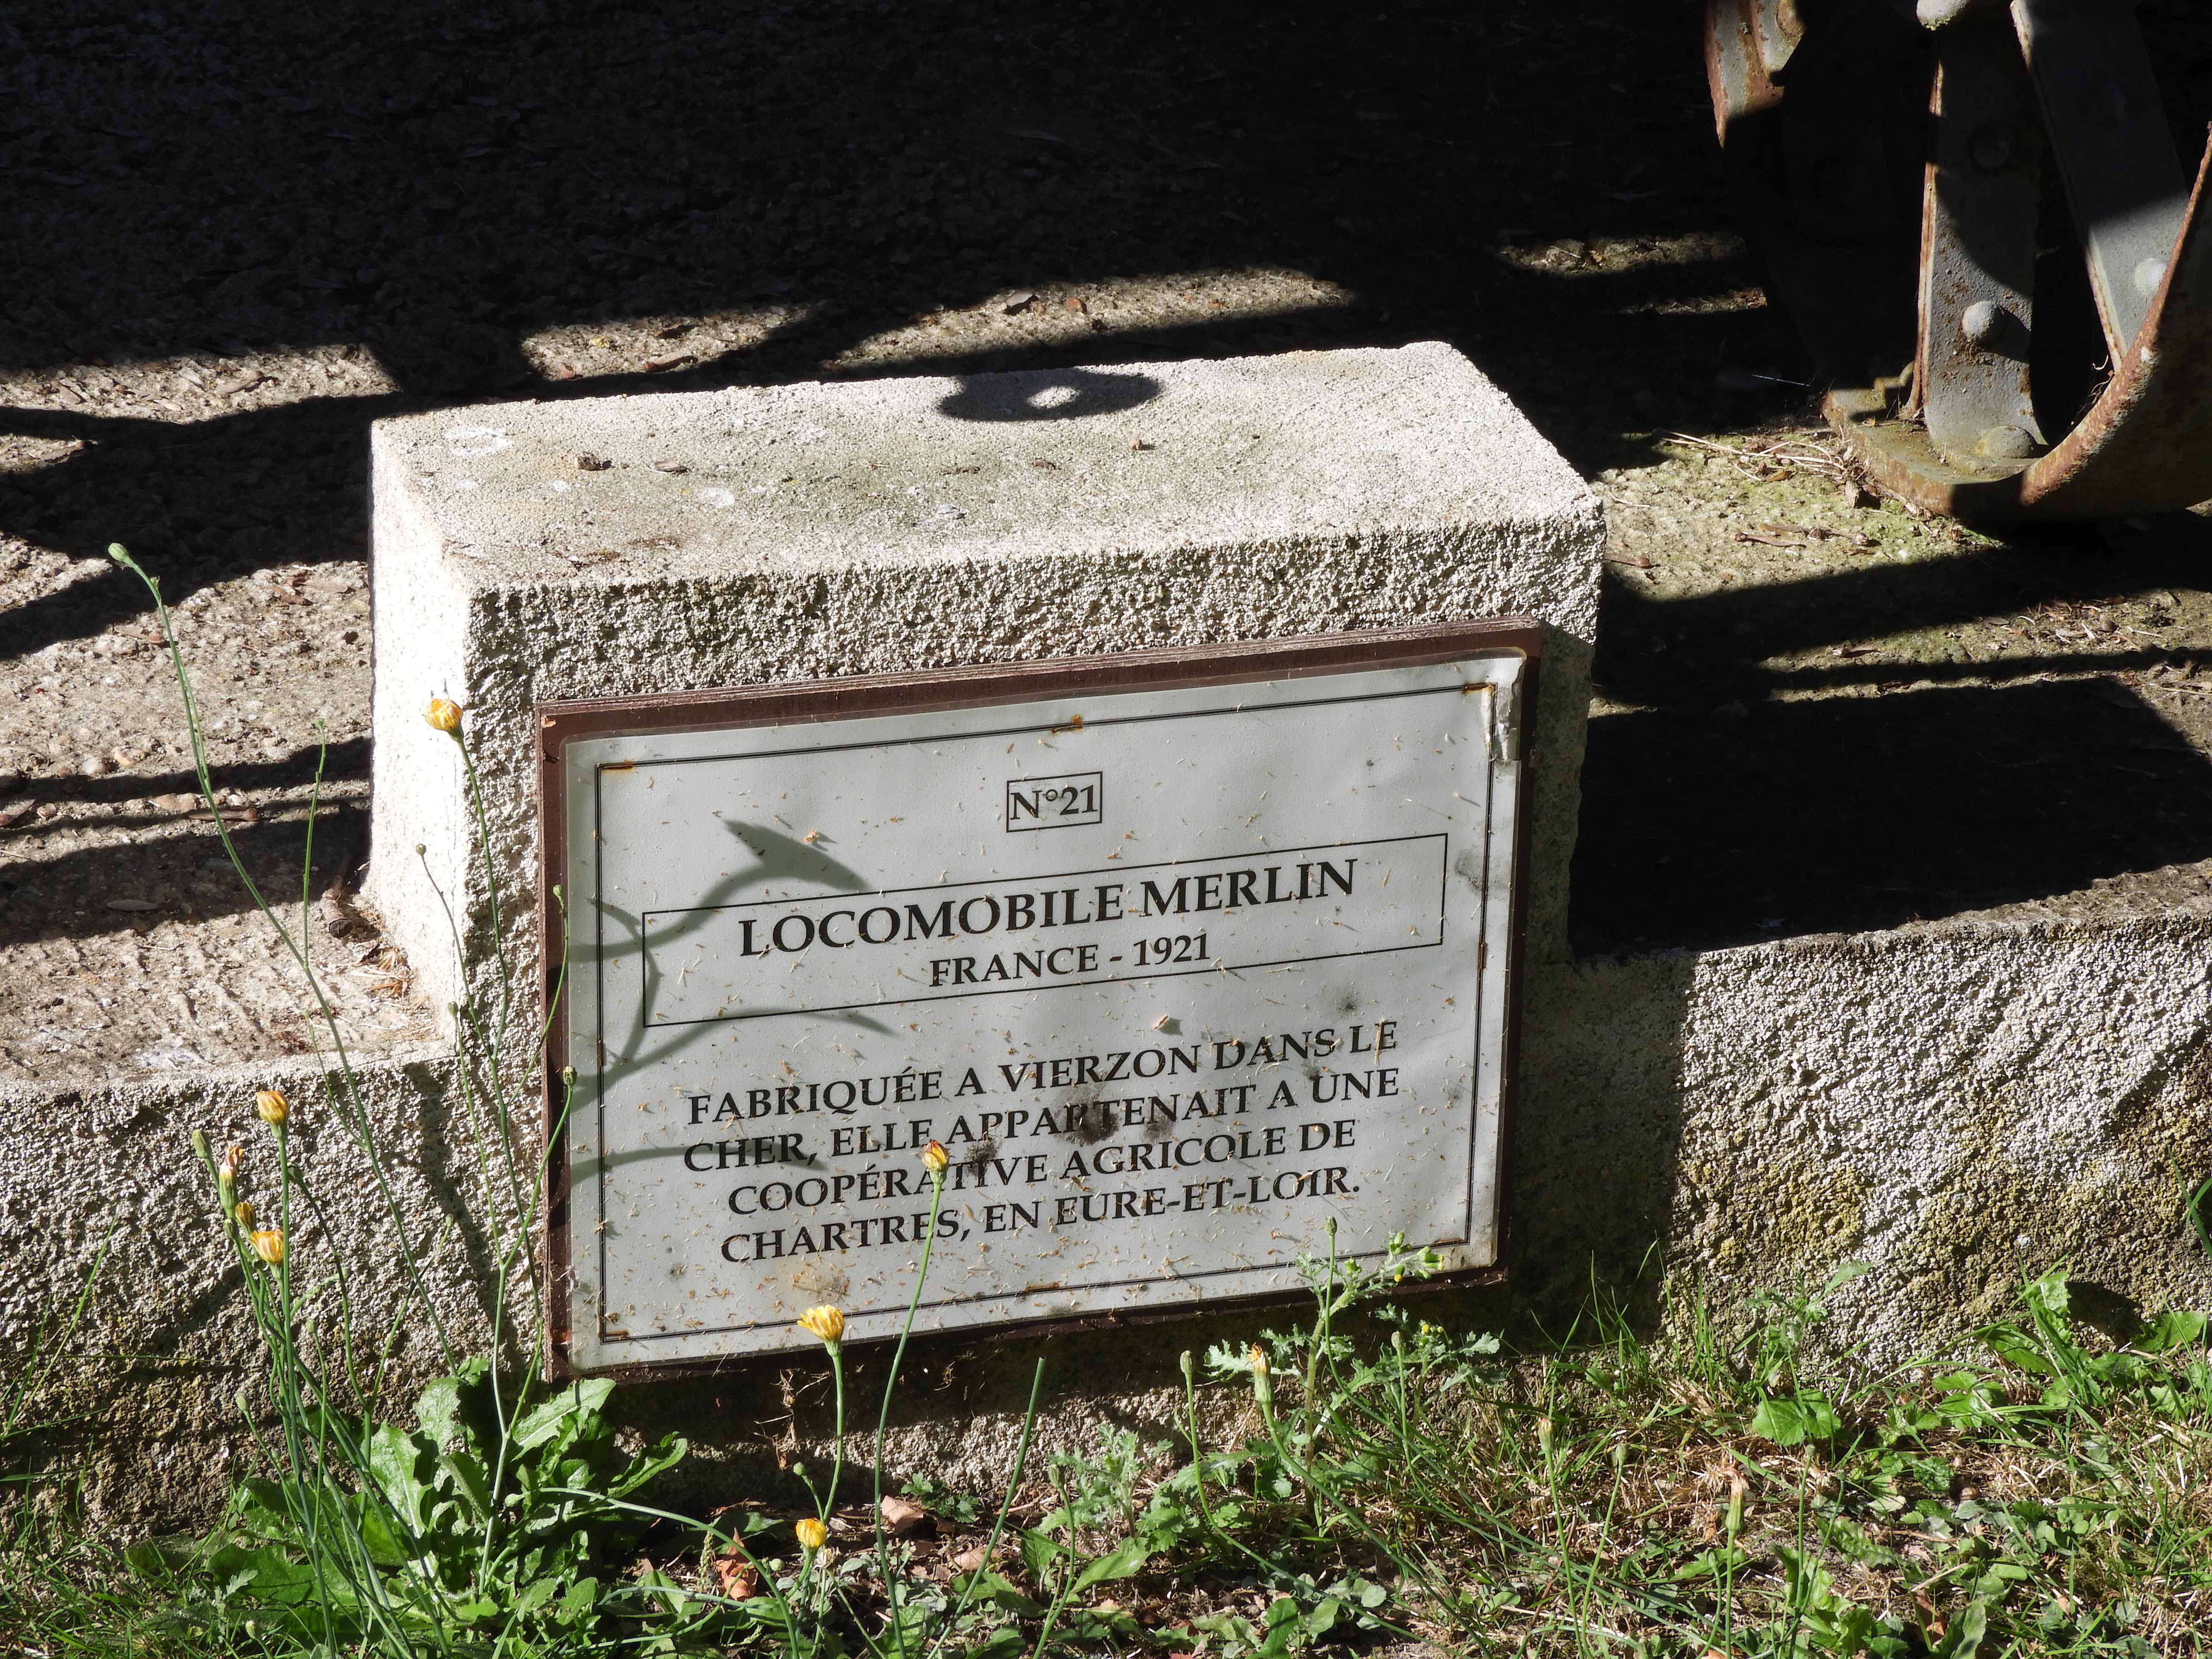 N°21
LOCOMOBILE MERLIN
FRANCE - 1921
FABRIQUÉE A VIERZON DANS LE
CHER, ELLE APPARTENAIT A UNE
COOPÉRATIVE AGRICOLE DE
CHARTRES, EN EURE-ET-LOIR.